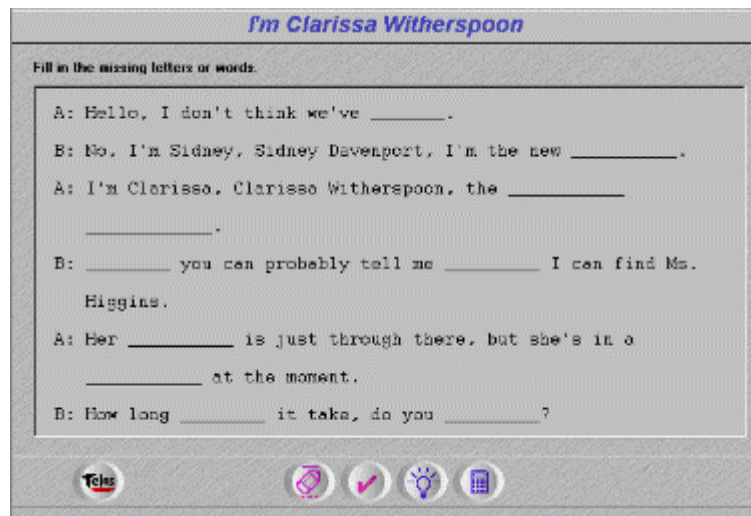 I'm Clarissa Witherspoon
Fill in the missing letters or words.
A: Hello, I don't think we've _______.
B: No, I'm Sidney, Sidney Davenport, I'm the new __________.
A: I'm Clarissa, Clarissa Witherspoon, the ___________
____________.
B: ________ you can probably tell me _________ I can find Ms.
Higgins.
A: Her __________ is just through there, but she's in a
___________ at the moment.
B: How long ________ it take, do you _________?
Telos